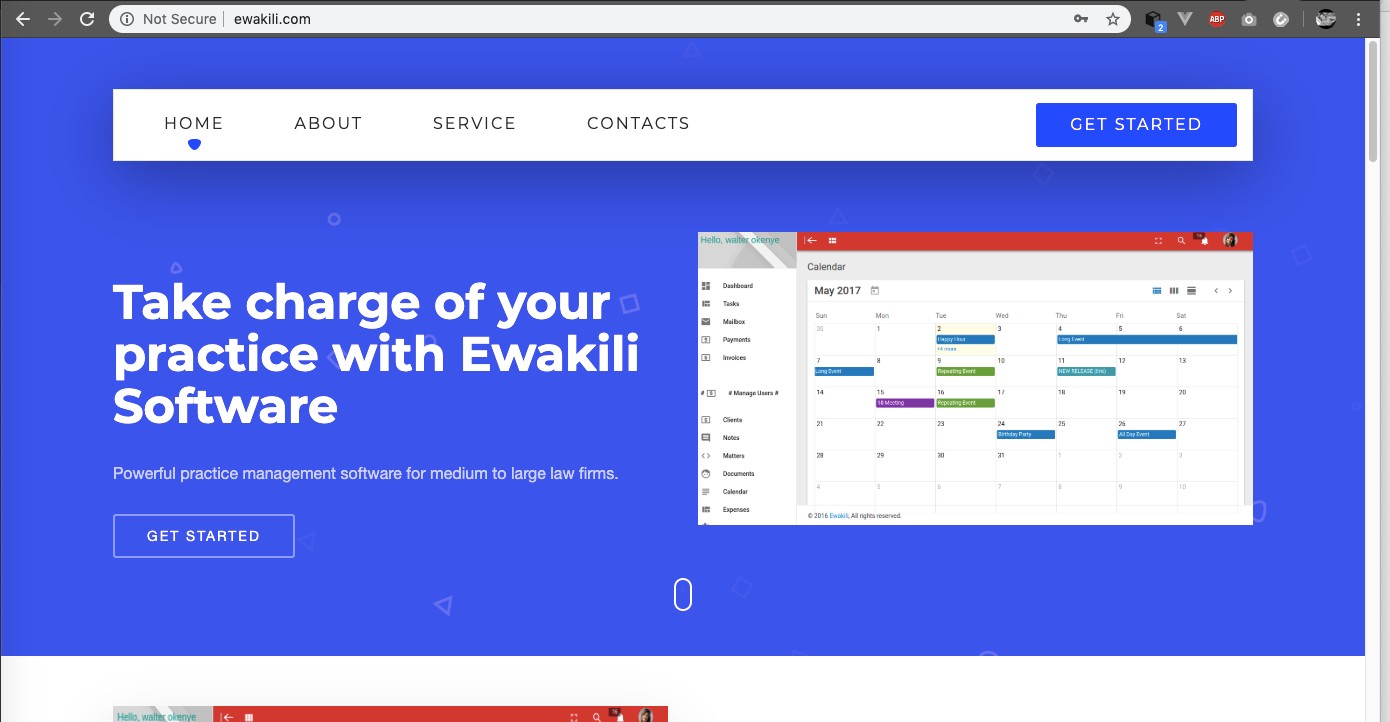 Not Secure
ewakili.com
2
ABP
HOME
ABOUT
SERVICE
CONTACTS
GET STARTED
Take charge of your
practice with Ewakili
Software
Powerful practice management software for medium to large law firms.
GET STARTED
Hello, walter okenye
Dashboard
Tasks
Mailbox
Payments
Invoices
#
# Manage Users #
Clients
Notes
Matters
Documents
Calendar
Expenses
Calendar
May 2017
Sun Mon Tue Wed Thu Fri Sat
30 1 2 3 4 5 6
Happy Hour
Long Event
+4 more
7 8 9 10 11 12 13
Long Event
Repeating Event
NEW RELEASE (link)
14 15 16 17 18 19 20
Meeting
Repeating Event
21 22 23 24 25 26 27
Birthday Party
All Day Event
28 29 30 31 1 2 3
4 5 6 7 8 9 10
© 2016 Ewakili, All rights reserved.
Hello, walter okenye